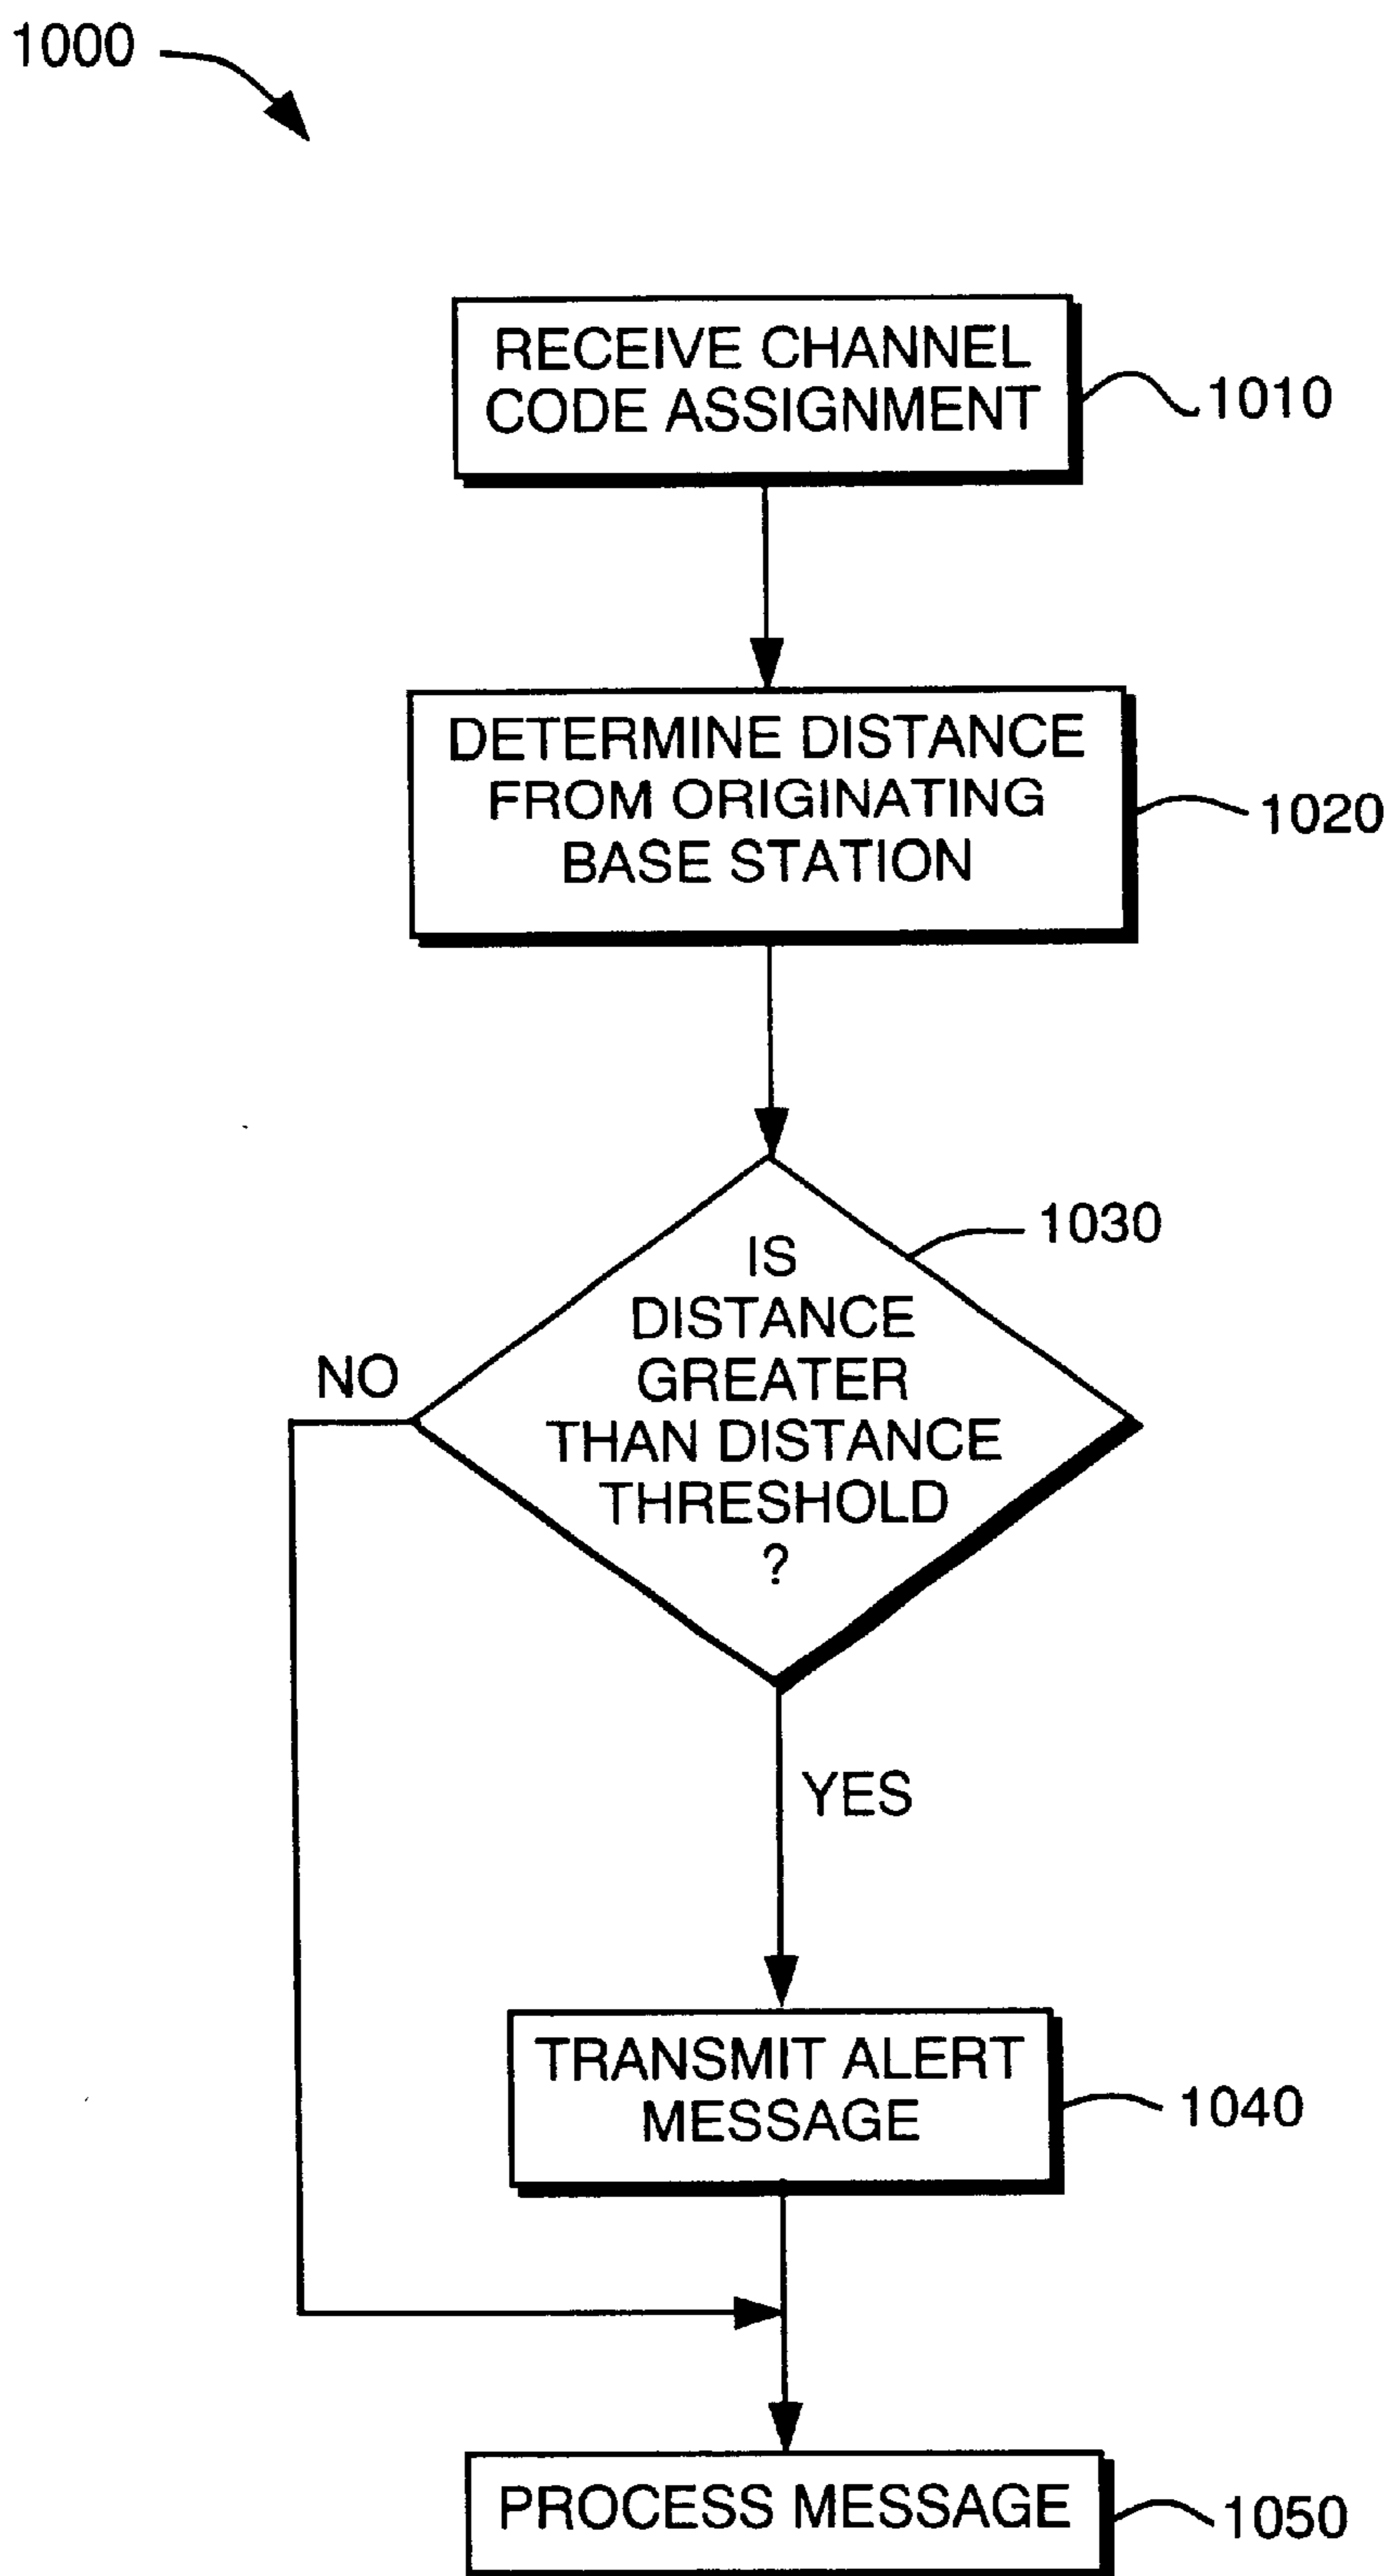 1000
RECEIVE CHANNEL
CODE ASSIGNMENT
1010
DETERMINE DISTANCE
FROM ORIGINATING
BASE STATION
1020
1030
IS
DISTANCE
GREATER
THAN DISTANCE
THRESHOLD
?
NO
YES
TRANSMIT ALERT
MESSAGE
1040
PROCESS MESSAGE
1050